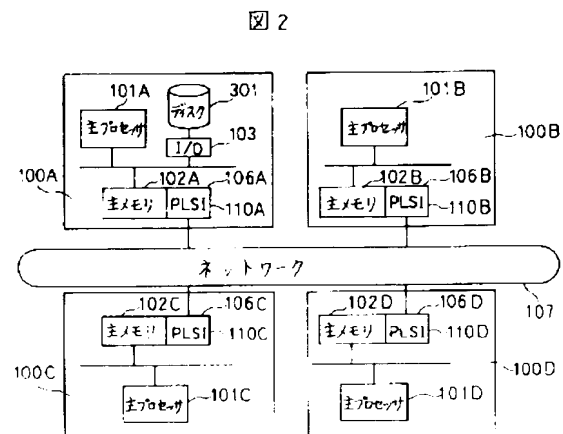 図2
101A
ディスク
301
主プロセッサ
I/O
103
100A
102A
106A
主メモリ
PLSI
110A
101B
主プロセッサ
100B
102B
106B
主メモリ
PLSI
110B
ネットワーク
107
102C
106C
主メモリ
PLSI
110C
100C
主プロセッサ
101C
102D
106D
主メモリ
PLSI
110D
100D
主プロセッサ
101D